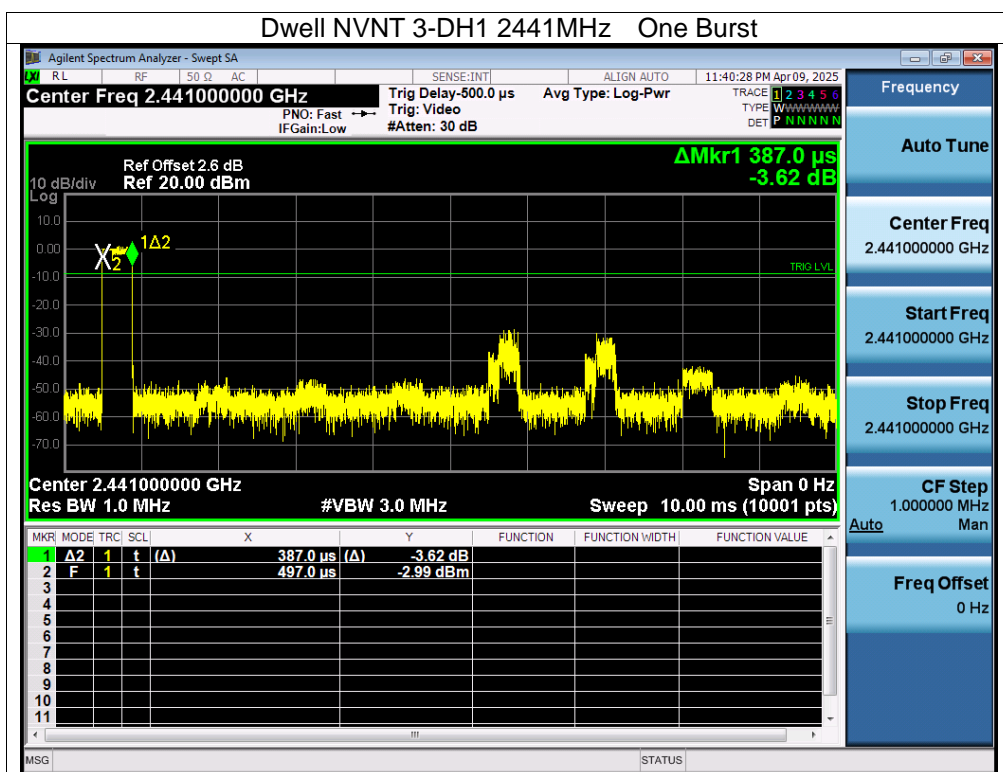 Dwell NVNT 3-DH1 2441MHz One Burst
Agilent Spectrum Analyzer - Swept SA
LXI RL RF 50 Ω AC SENSE:INT ALIGN AUTO 11:40:28 PM Apr 09, 2025
Center Freq 2.441000000 GHz Trig Delay-500.0 µs Avg Type: Log-Pwr TRACE 1 2 3 4 5 6
PNO: Fast Trig: Video TYPE WWWWWW
IFGain:Low #Atten: 30 dB DET P N N N N N
ΔMkr1 387.0 µs
-3.62 dB
Ref Offset 2.6 dB
10 dB/div Ref 20.00 dBm
Log
10.0
0.00
-10.0
-20.0
-30.0
-40.0
-50.0
-60.0
-70.0
X2 1Δ2
TRIG LVL
Center 2.441000000 GHz Span 0 Hz
Res BW 1.0 MHz #VBW 3.0 MHz Sweep 10.00 ms (10001 pts)
MKR MODE TRC SCL X Y FUNCTION FUNCTION WIDTH FUNCTION VALUE
1 Δ2 1 t (Δ) 387.0 µs (Δ) -3.62 dB
2 F 1 t 497.0 µs -2.99 dBm
3
4
5
6
7
8
9
10
11
MSG STATUS
Frequency
Auto Tune
Center Freq
2.441000000 GHz
Start Freq
2.441000000 GHz
Stop Freq
2.441000000 GHz
CF Step
1.000000 MHz
Auto Man
Freq Offset
0 Hz